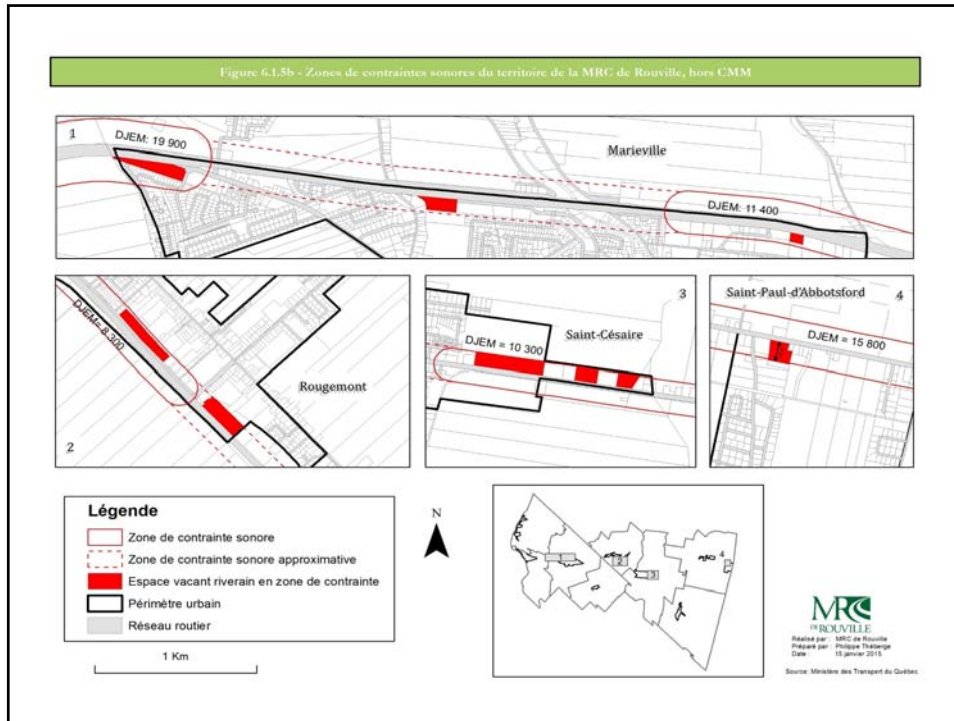 Figure 6.1.5b - Zones de contraintes sonores du territoire de la MRC de Rouville, hors CMM
1
DJEM: 19 900
Marieville
DJEM: 11 400
DJEM= 8 300
Rougemont
2
3
Saint-Césaire
DJEM = 10 300
Saint-Paul-d'Abbotsford
4
DJEM = 15 800
Légende
Zone de contrainte sonore
Zone de contrainte sonore approximative
Espace vacant riverain en zone de contrainte
Périmètre urbain
Réseau routier
1 Km
N
2
3
4
MRC
DE ROUVILLE
Réalisé par : MRC de Rouville
Préparé par : Philippe Théberge
Date : 15 janvier 2015
Source: Ministère des Transport du Québec